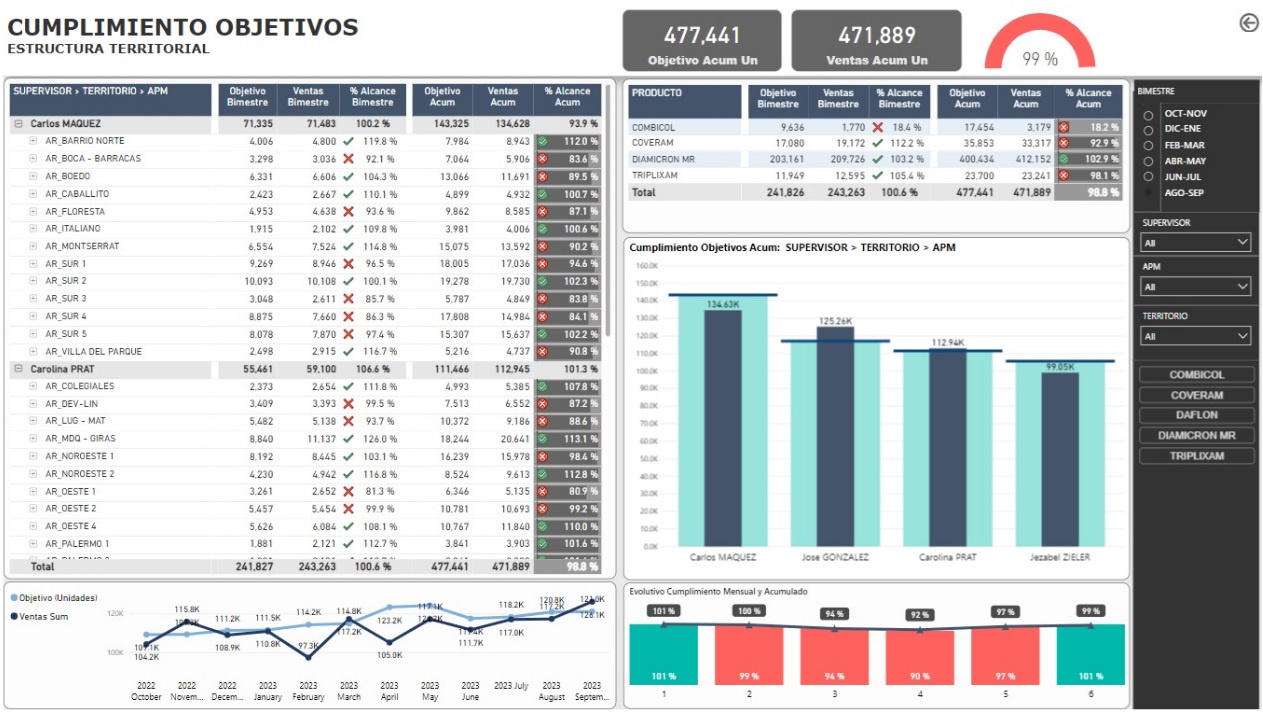 CUMPLIMIENTO OBJETIVOS
ESTRUCTURA TERRITORIAL
477,441
Objetivo Acum Un
471,889
Ventas Acum Un
99 %
SUPERVISOR > TERRITORIO > APM Objetivo Bimestre Ventas Bimestre % Alcance Bimestre Objetivo Acum Ventas Acum % Alcance Acum
Carlos MAQUEZ 71,335 71,483 100.2 % 143,325 134,628 93.9 %
AR_BARRIO NORTE 4,006 4,800 119.8 % 7,984 8,943 112.0 %
AR_BOCA - BARRACAS 3,298 3,036 92.1 % 7,064 5,906 83.6 %
AR_BOEDO 6,331 6,606 104.3 % 13,066 11,691 89.5 %
AR_CABALLITO 2,423 2,667 110.1 % 4,899 4,932 100.7 %
AR_FLORESTA 4,953 4,638 93.6 % 9,862 8,585 87.1 %
AR_ITALIANO 1,915 2,102 109.8 % 3,981 4,006 100.6 %
AR_MONTSERRAT 6,554 7,524 114.8 % 15,075 13,592 90.2 %
AR_SUR 1 9,269 8,946 96.5 % 18,005 17,036 94.6 %
AR_SUR 2 10,093 10,108 100.1 % 19,278 19,730 102.3 %
AR_SUR 3 3,048 2,611 85.7 % 5,787 4,849 83.8 %
AR_SUR 4 8,875 7,660 86.3 % 17,808 14,984 84.1 %
AR_SUR 5 8,078 7,870 97.4 % 15,307 15,637 102.2 %
AR_VILLA DEL PARQUE 2,498 2,915 116.7 % 5,216 4,737 90.8 %
Carolina PRAT 55,461 59,100 106.6 % 111,466 112,945 101.3 %
AR_COLEGIALES 2,373 2,654 111.8 % 4,993 5,385 107.8 %
AR_DEV-LIN 3,409 3,393 99.5 % 7,513 6,552 87.2 %
AR_LUG - MAT 5,482 5,138 93.7 % 10,372 9,186 88.6 %
AR_MDQ - GIRAS 8,840 11,137 126.0 % 18,244 20,641 113.1 %
AR_NOROESTE 1 8,192 8,445 103.1 % 16,239 15,978 98.4 %
AR_NOROESTE 2 4,230 4,942 116.8 % 8,524 9,613 112.8 %
AR_OESTE 1 3,261 2,652 81.3 % 6,346 5,135 80.9 %
AR_OESTE 2 5,457 5,454 99.9 % 10,781 10,693 99.2 %
AR_OESTE 4 5,626 6,084 108.1 % 10,767 11,840 110.0 %
AR_PALERMO 1 1,881 2,121 112.7 % 3,841 3,903 101.6 %
Total 241,827 243,263 100.6 % 477,441 471,889 98.8 %
PRODUCTO Objetivo Bimestre Ventas Bimestre % Alcance Bimestre Objetivo Acum Ventas Acum % Alcance Acum
COMBICOL 9,636 1,770 18.4 % 17,454 3,179 18.2 %
COVERAM 17,080 19,172 112.2 % 35,853 33,317 92.9 %
DIAMICRON MR 203,161 209,726 103.2 % 400,434 412,152 102.9 %
TRIPLIXAM 11,949 12,595 105.4 % 23,700 23,241 98.1 %
Total 241,826 243,263 100.6 % 477,441 471,889 98.8 %
Cumplimiento Objetivos Acum: SUPERVISOR > TERRITORIO > APM
160.0K
150.0K
140.0K
130.0K
120.0K
110.0K
100.0K
90.0K
80.0K
70.0K
60.0K
50.0K
40.0K
30.0K
20.0K
10.0K
0.0K
134.63K
125.26K
112.94K
99.05K
Carlos MAQUEZ Jose GONZALEZ Carolina PRAT Jezabel ZIELER
BIMESTRE
OCT-NOV
DIC-ENE
FEB-MAR
ABR-MAY
JUN-JUL
AGO-SEP
SUPERVISOR
All
APM
All
TERRITORIO
All
COMBICOL
COVERAM
DAFLON
DIAMICRON MR
TRIPLIXAM
Objetivo (Unidades)
Ventas Sum
120K
100K
104.2K
115.8K
111.2K
108.9K
111.5K
110.8K
114.2K
97.3K
114.8K
117.2K
123.2K
105.0K
117.1K
111.7K
118.2K
117.0K
120.8K
117.2K
2022 October
2022 Novem...
2022 Decem...
2023 January
2023 February
2023 March
2023 April
2023 May
2023 June
2023 July
2023 August
2023 Septem...
Evolutivo Cumplimiento Mensual y Acumulado
101 % 100 % 94 % 92 % 97 % 99 %
101 % 99 % 94 % 90 % 97 % 101 %
1 2 3 4 5 6